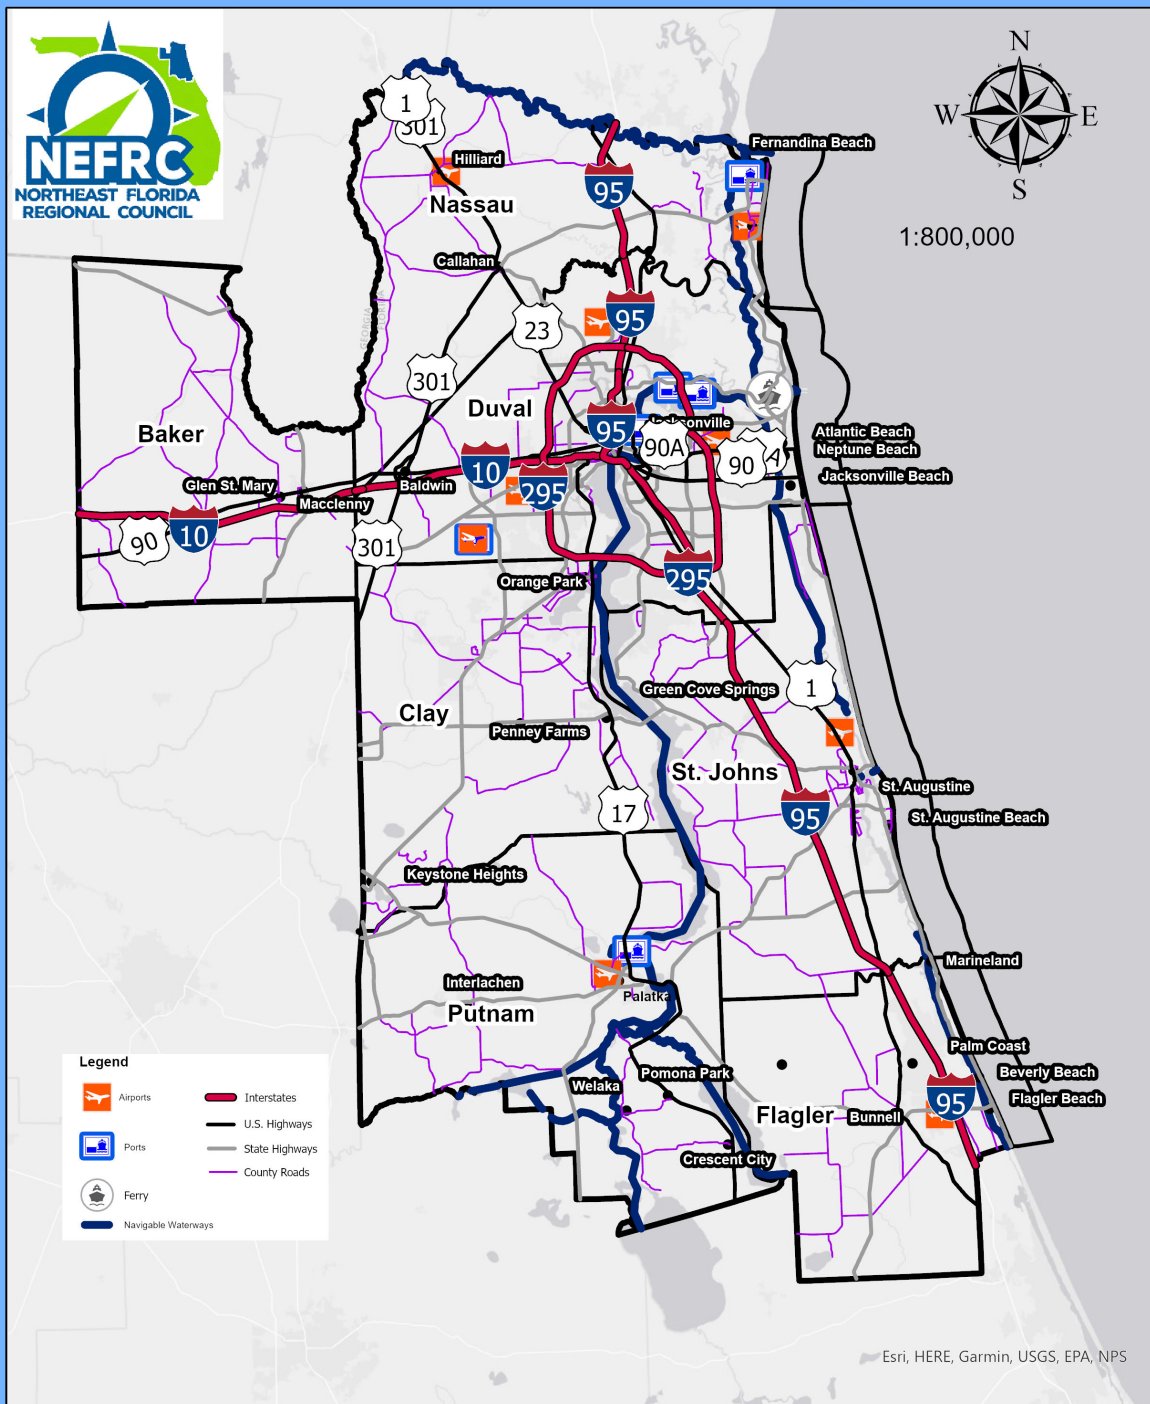 NEFRC
NORTHEAST FLORIDA
REGIONAL COUNCIL
N
W
E
S
1:800,000
1
301
Hilliard
Nassau
95
Fernandina Beach
Callahan
GEORGIA
FLORIDA
23
95
301
Duval
Baker
95
Jacksonville
90A
90
A
Atlantic Beach
Neptune Beach
Jacksonville Beach
10
295
Glen St. Mary
Baldwin
Macclenny
90
10
301
Orange Park
295
Green Cove Springs
1
Clay
Penney Farms
St. Johns
St. Augustine
St. Augustine Beach
17
95
Keystone Heights
Marineland
Interlachen
Palatka
Putnam
Palm Coast
Pomona Park
Beverly Beach
Welaka
Flagler Beach
95
Flagler
Bunnell
Crescent City
Legend
Airports
Ports
Ferry
Navigable Waterways
Interstates
U.S. Highways
State Highways
County Roads
Esri, HERE, Garmin, USGS, EPA, NPS